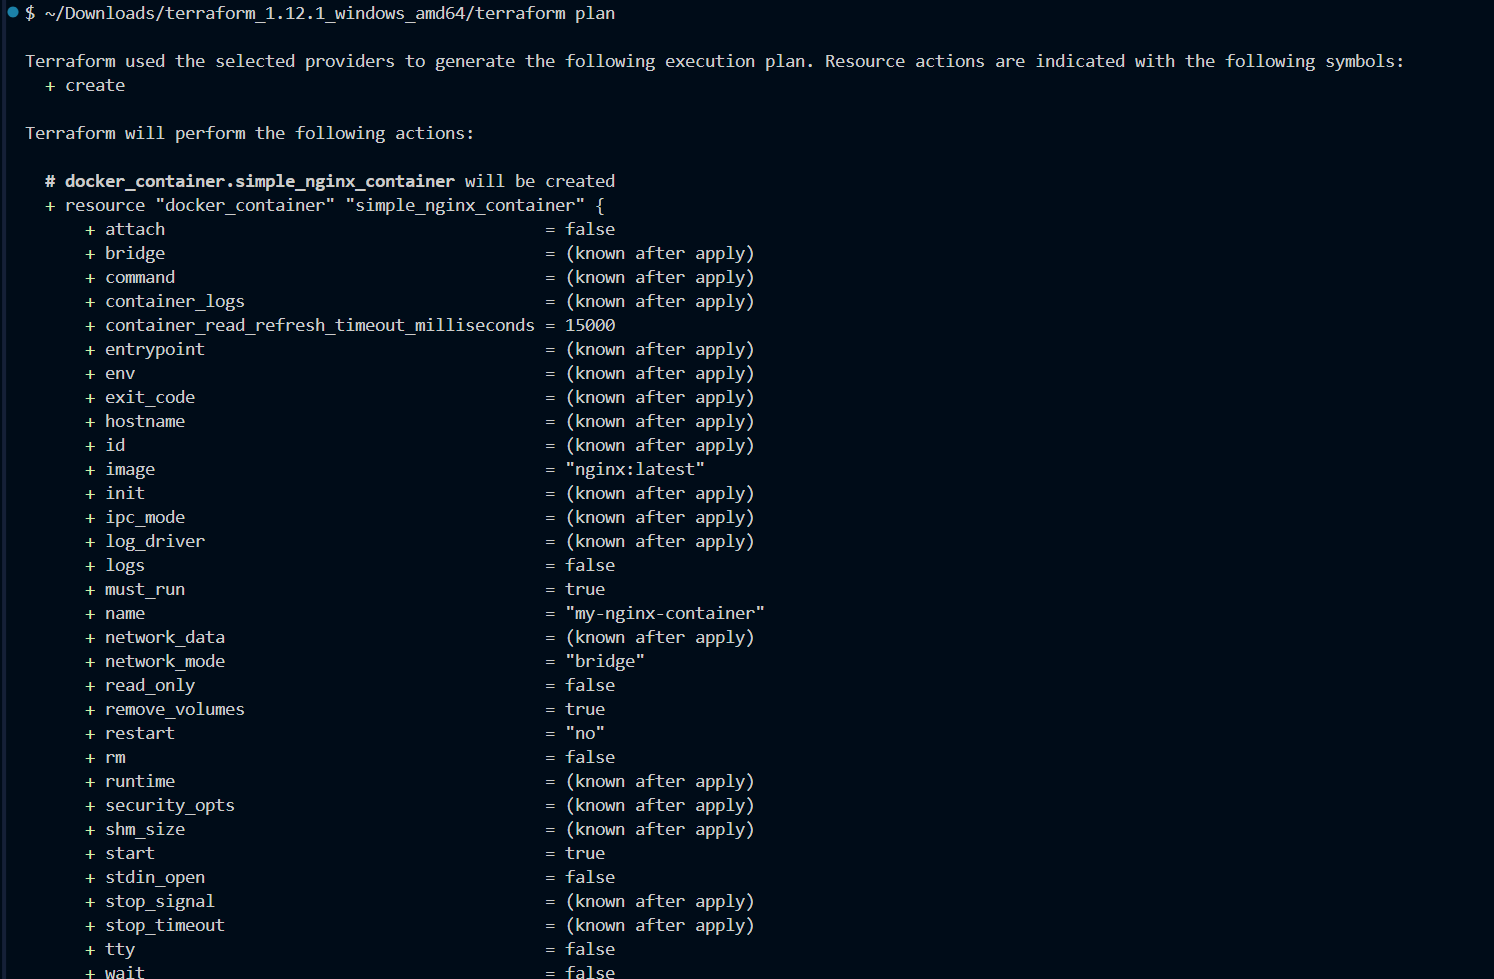 $ ~/Downloads/terraform_1.12.1_windows_amd64/terraform plan
Terraform used the selected providers to generate the following execution plan. Resource actions are indicated with the following symbols:
+ create
Terraform will perform the following actions:
# docker_container.simple_nginx_container will be created
+ resource "docker_container" "simple_nginx_container" {
+ attach = false
+ bridge = (known after apply)
+ command = (known after apply)
+ container_logs = (known after apply)
+ container_read_refresh_timeout_milliseconds = 15000
+ entrypoint = (known after apply)
+ env = (known after apply)
+ exit_code = (known after apply)
+ hostname = (known after apply)
+ id = (known after apply)
+ image = "nginx:latest"
+ init = (known after apply)
+ ipc_mode = (known after apply)
+ log_driver = (known after apply)
+ logs = false
+ must_run = true
+ name = "my-nginx-container"
+ network_data = (known after apply)
+ network_mode = "bridge"
+ read_only = false
+ remove_volumes = true
+ restart = "no"
+ rm = false
+ runtime = (known after apply)
+ security_opts = (known after apply)
+ shm_size = (known after apply)
+ start = true
+ stdin_open = false
+ stop_signal = (known after apply)
+ stop_timeout = (known after apply)
+ tty = false
+ wait = false